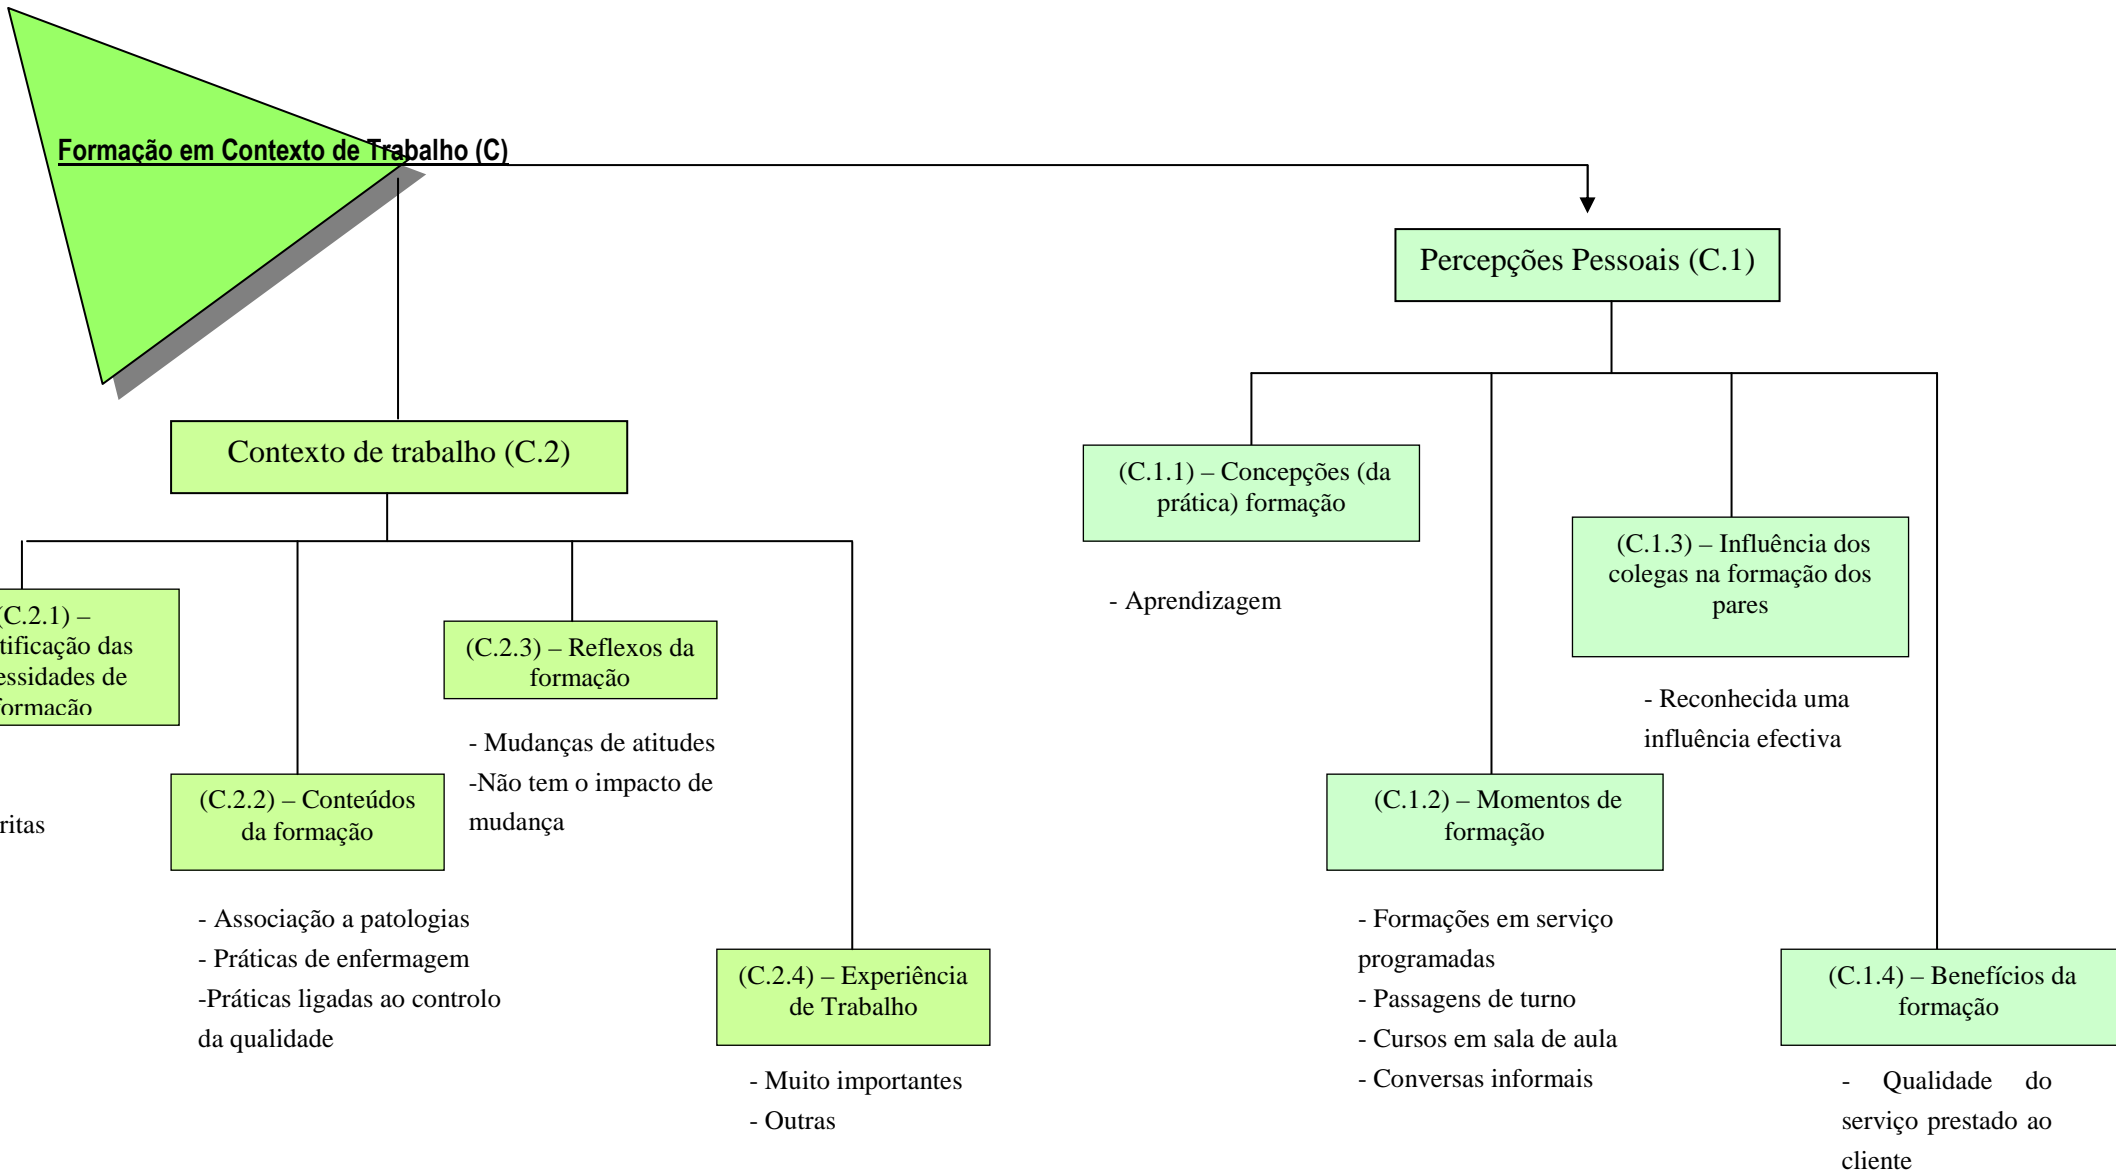 Formação em Contexto de Trabalho (C)
Percepções Pessoais (C.1)
Contexto de trabalho (C.2)
(C.1.1) – Concepções (da
prática) formação
- Aprendizagem
(C.1.3) – Influência dos
colegas na formação dos
pares
- Reconhecida uma
influência efectiva
(C.1.2) – Momentos de
formação
- Formações em serviço
programadas
- Passagens de turno
- Cursos em sala de aula
- Conversas informais
(C.1.4) – Benefícios da
formação
- Qualidade do
serviço prestado ao
cliente
(C.2.1) –
tificação das
essidades de
ormação
ritas
(C.2.3) – Reflexos da
formação
- Mudanças de atitudes
-Não tem o impacto de
mudança
(C.2.2) – Conteúdos
da formação
- Associação a patologias
- Práticas de enfermagem
-Práticas ligadas ao controlo
da qualidade
(C.2.4) – Experiência
de Trabalho
- Muito importantes
- Outras